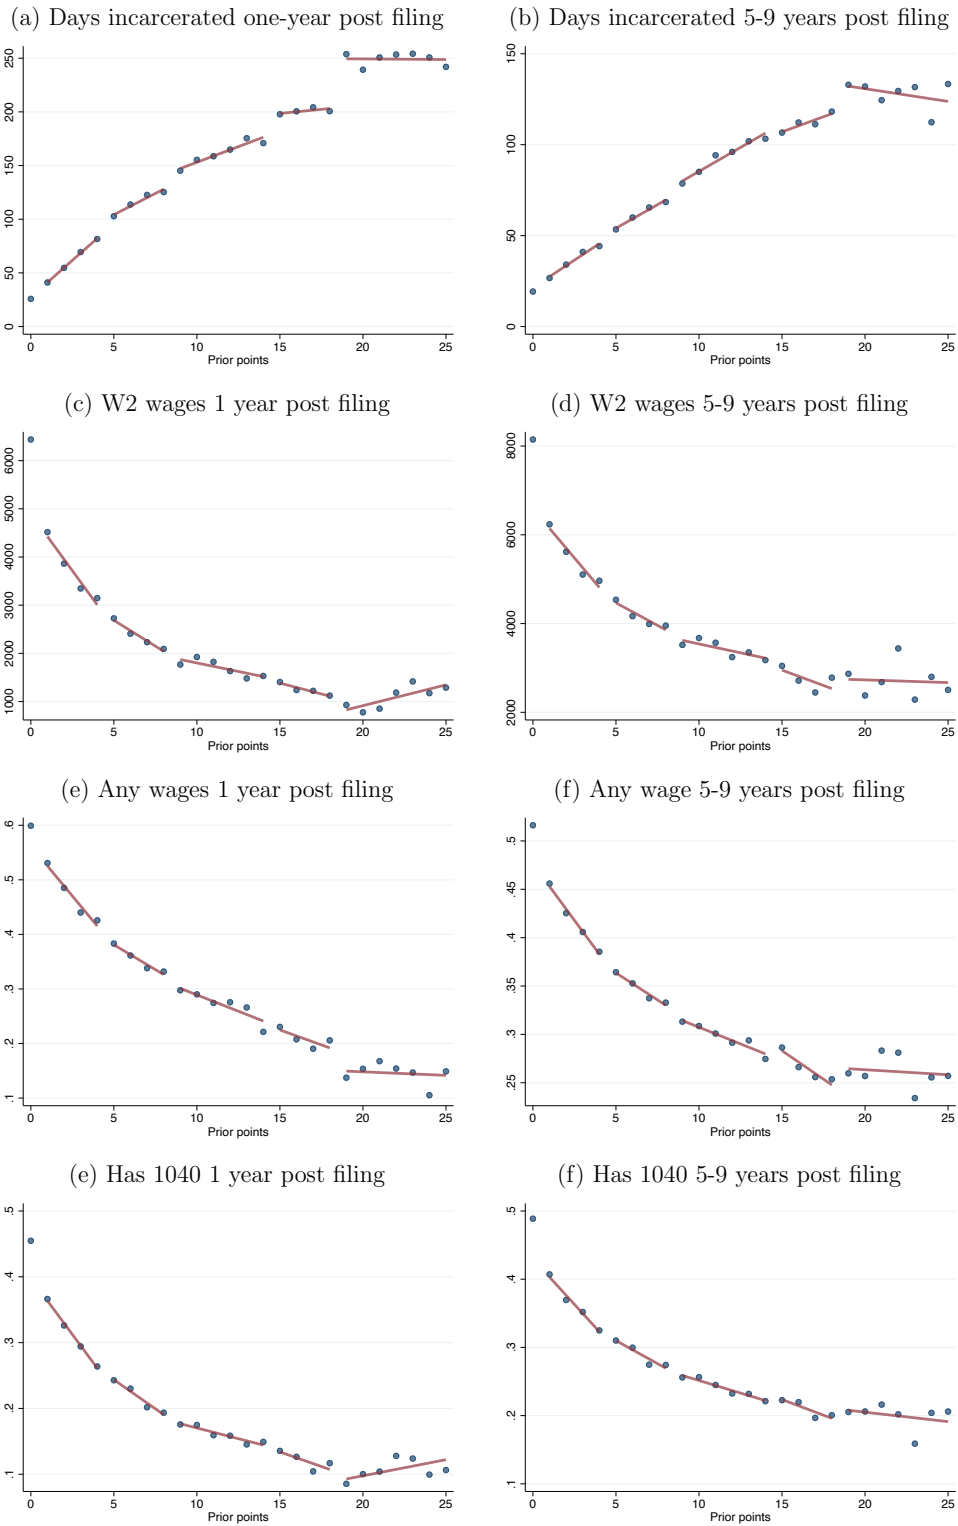 (a) Days incarcerated one-year post filing
(b) Days incarcerated 5-9 years post filing
250
200
150
100
50
0
0 5 10 15 20 25
Prior points
150
100
50
0
0 5 10 15 20 25
Prior points
(c) W2 wages 1 year post filing
(d) W2 wages 5-9 years post filing
6000
5000
4000
3000
2000
1000
0 5 10 15 20 25
Prior points
8000
6000
4000
2000
0 5 10 15 20 25
Prior points
(e) Any wages 1 year post filing
(f) Any wage 5-9 years post filing
.6
.5
.4
.3
.2
.1
0 5 10 15 20 25
Prior points
.5
.45
.4
.35
.3
.25
0 5 10 15 20 25
Prior points
(e) Has 1040 1 year post filing
(f) Has 1040 5-9 years post filing
.5
.4
.3
.2
.1
0 5 10 15 20 25
Prior points
.5
.4
.3
.2
.1
0 5 10 15 20 25
Prior points